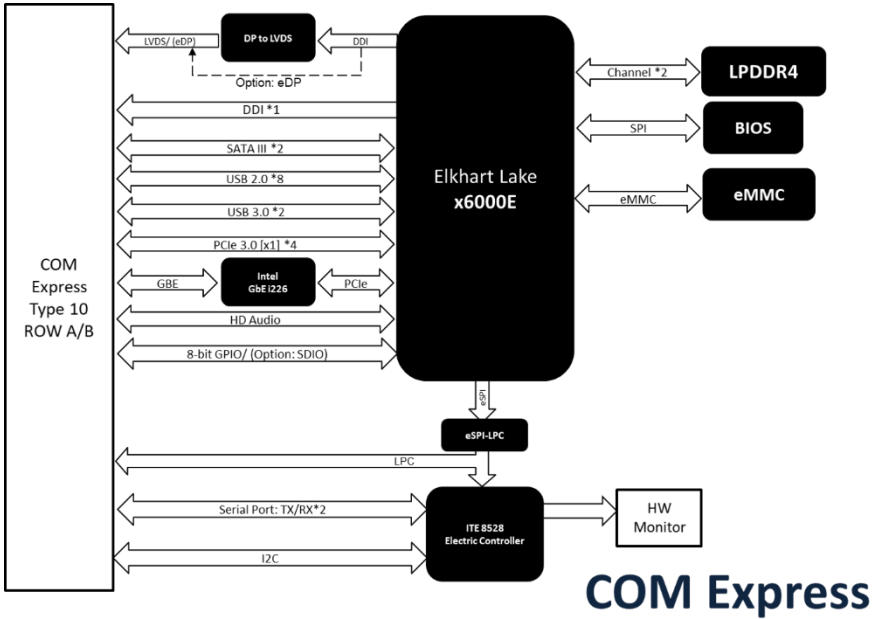 LVDS/ (eDP)
DP to LVDS
DDI
Option: eDP
DDI *1
SATA III *2
USB 2.0 *8
USB 3.0 *2
PCIe 3.0 [x1] *4
GBE
Intel
GbE i226
PCIe
HD Audio
8-bit GPIO/ (Option: SDIO)
COM
Express
Type 10
ROW A/B
Elkhart Lake
x6000E
Channel *2
LPDDR4
SPI
BIOS
eMMC
eMMC
eSPI
eSPI-LPC
LPC
Serial Port: TX/RX*2
I2C
ITE 8528
Electric Controller
HW
Monitor
COM Express